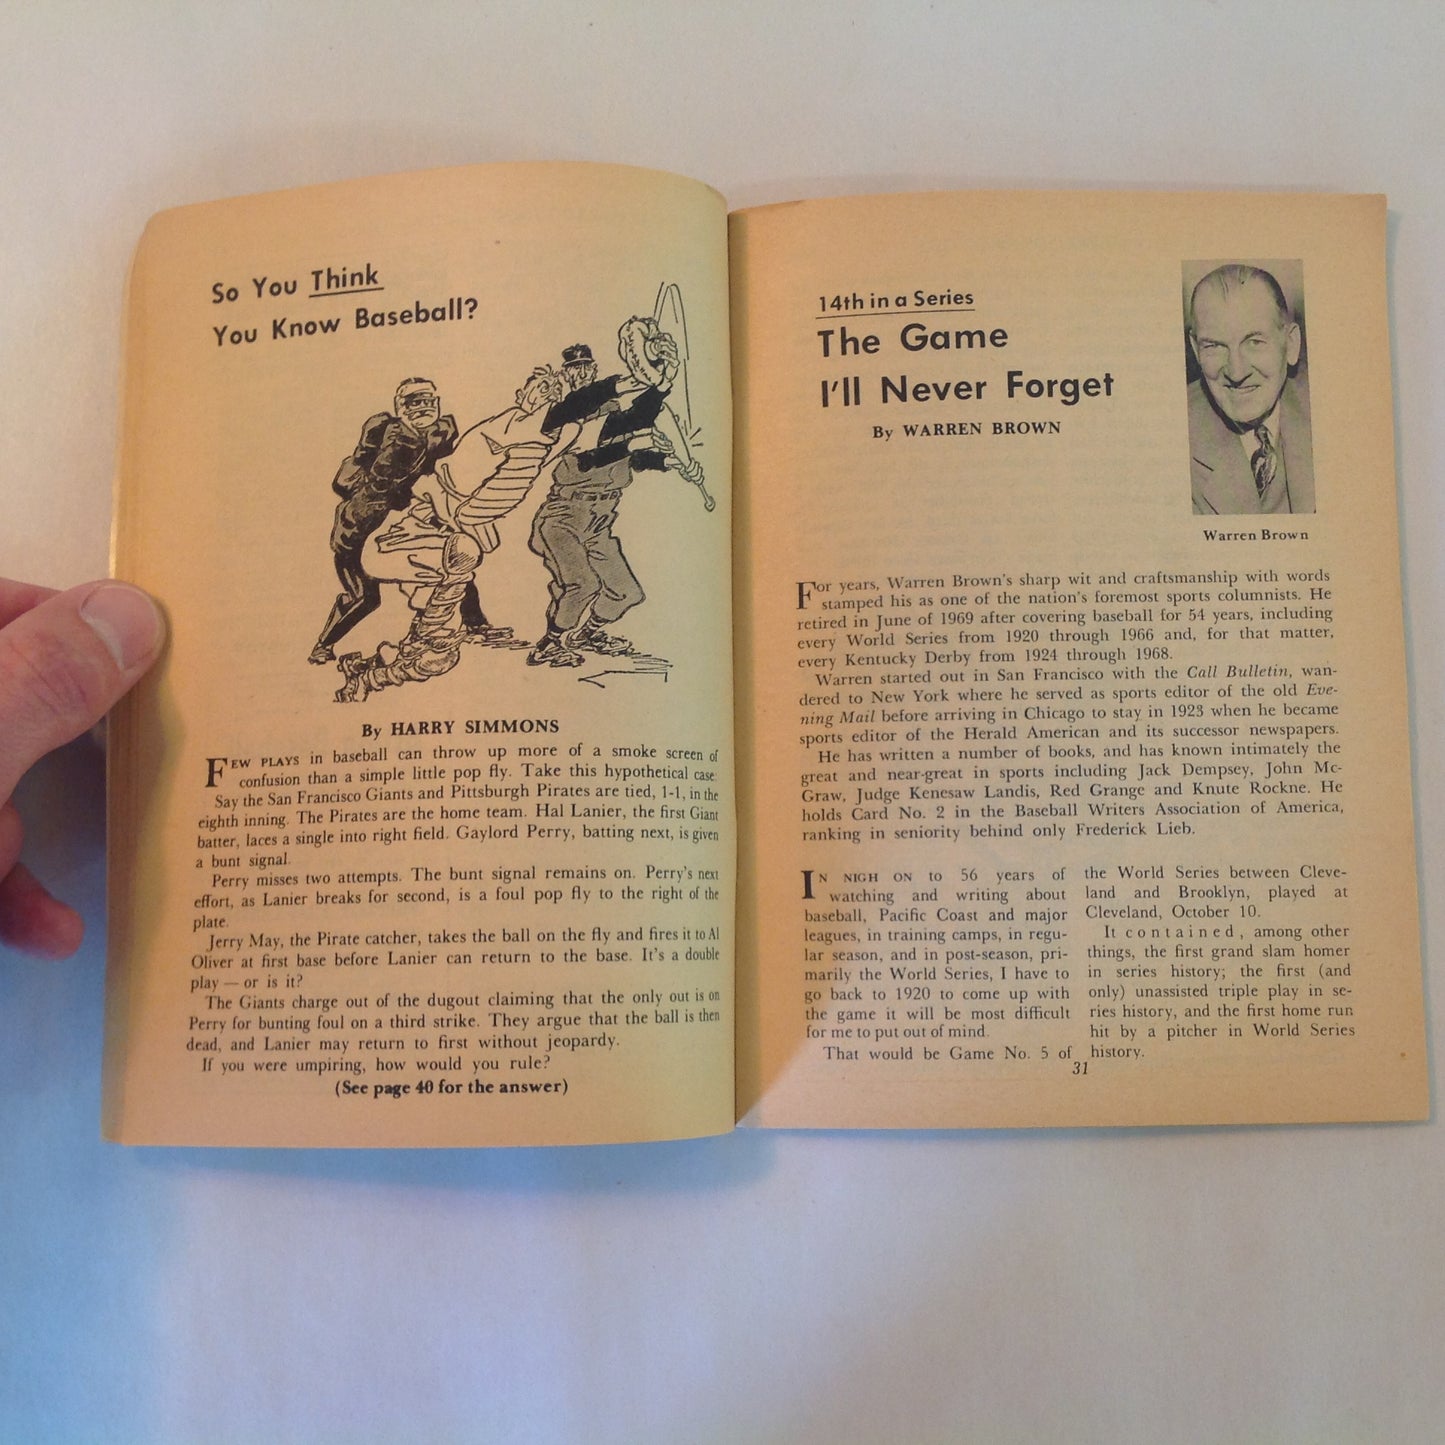 So You Think
You Know Baseball?
By HARRY SIMMONS
FEW PLAYS in baseball can throw up more of a smoke screen of
confusion than a simple little pop fly. Take this hypothetical case:
Say the San Francisco Giants and Pittsburgh Pirates are tied, 1-1, in the
eighth inning. The Pirates are the home team. Hal Lanier, the first Giant
batter, laces a single into right field. Gaylord Perry, batting next, is given
a bunt signal.
Perry misses two attempts. The bunt signal remains on. Perry's next
effort, as Lanier breaks for second, is a foul pop fly to the right of the
plate.
Jerry May, the Pirate catcher, takes the ball on the fly and fires it to Al
Oliver at first base before Lanier can return to the base. It's a double
play — or is it?
The Giants charge out of the dugout claiming that the only out is on
Perry for bunting foul on a third strike. They argue that the ball is then
dead, and Lanier may return to first without jeopardy.
If you were umpiring, how would you rule?
(See page 40 for the answer)
14th in a Series
The Game
I'll Never Forget
By WARREN BROWN
Warren Brown
For years, Warren Brown's sharp wit and craftsmanship with words
stamped his as one of the nation's foremost sports columnists. He
retired in June of 1969 after covering baseball for 54 years, including
every World Series from 1920 through 1966 and, for that matter,
every Kentucky Derby from 1924 through 1968.
Warren started out in San Francisco with the Call Bulletin, wan-
dered to New York where he served as sports editor of the old Eve-
ning Mail before arriving in Chicago to stay in 1923 when he became
sports editor of the Herald American and its successor newspapers.
He has written a number of books, and has known intimately the
great and near-great in sports including Jack Dempsey, John Mc-
Graw, Judge Kenesaw Landis, Red Grange and Knute Rockne. He
holds Card No. 2 in the Baseball Writers Association of America,
ranking in seniority behind only Frederick Lieb.
IN NIGH ON to 56 years of
watching and writing about
baseball, Pacific Coast and major
leagues, in training camps, in regu-
lar season, and in post-season, pri-
marily the World Series, I have to
go back to 1920 to come up with
the game it will be most difficult
for me to put out of mind.
That would be Game No. 5 of
the World Series between Cleve-
land and Brooklyn, played at
Cleveland, October 10.
It contained, among other
things, the first grand slam homer
in series history; the first (and
only) unassisted triple play in se-
ries history, and the first home run
hit by a pitcher in World Series
history.
31